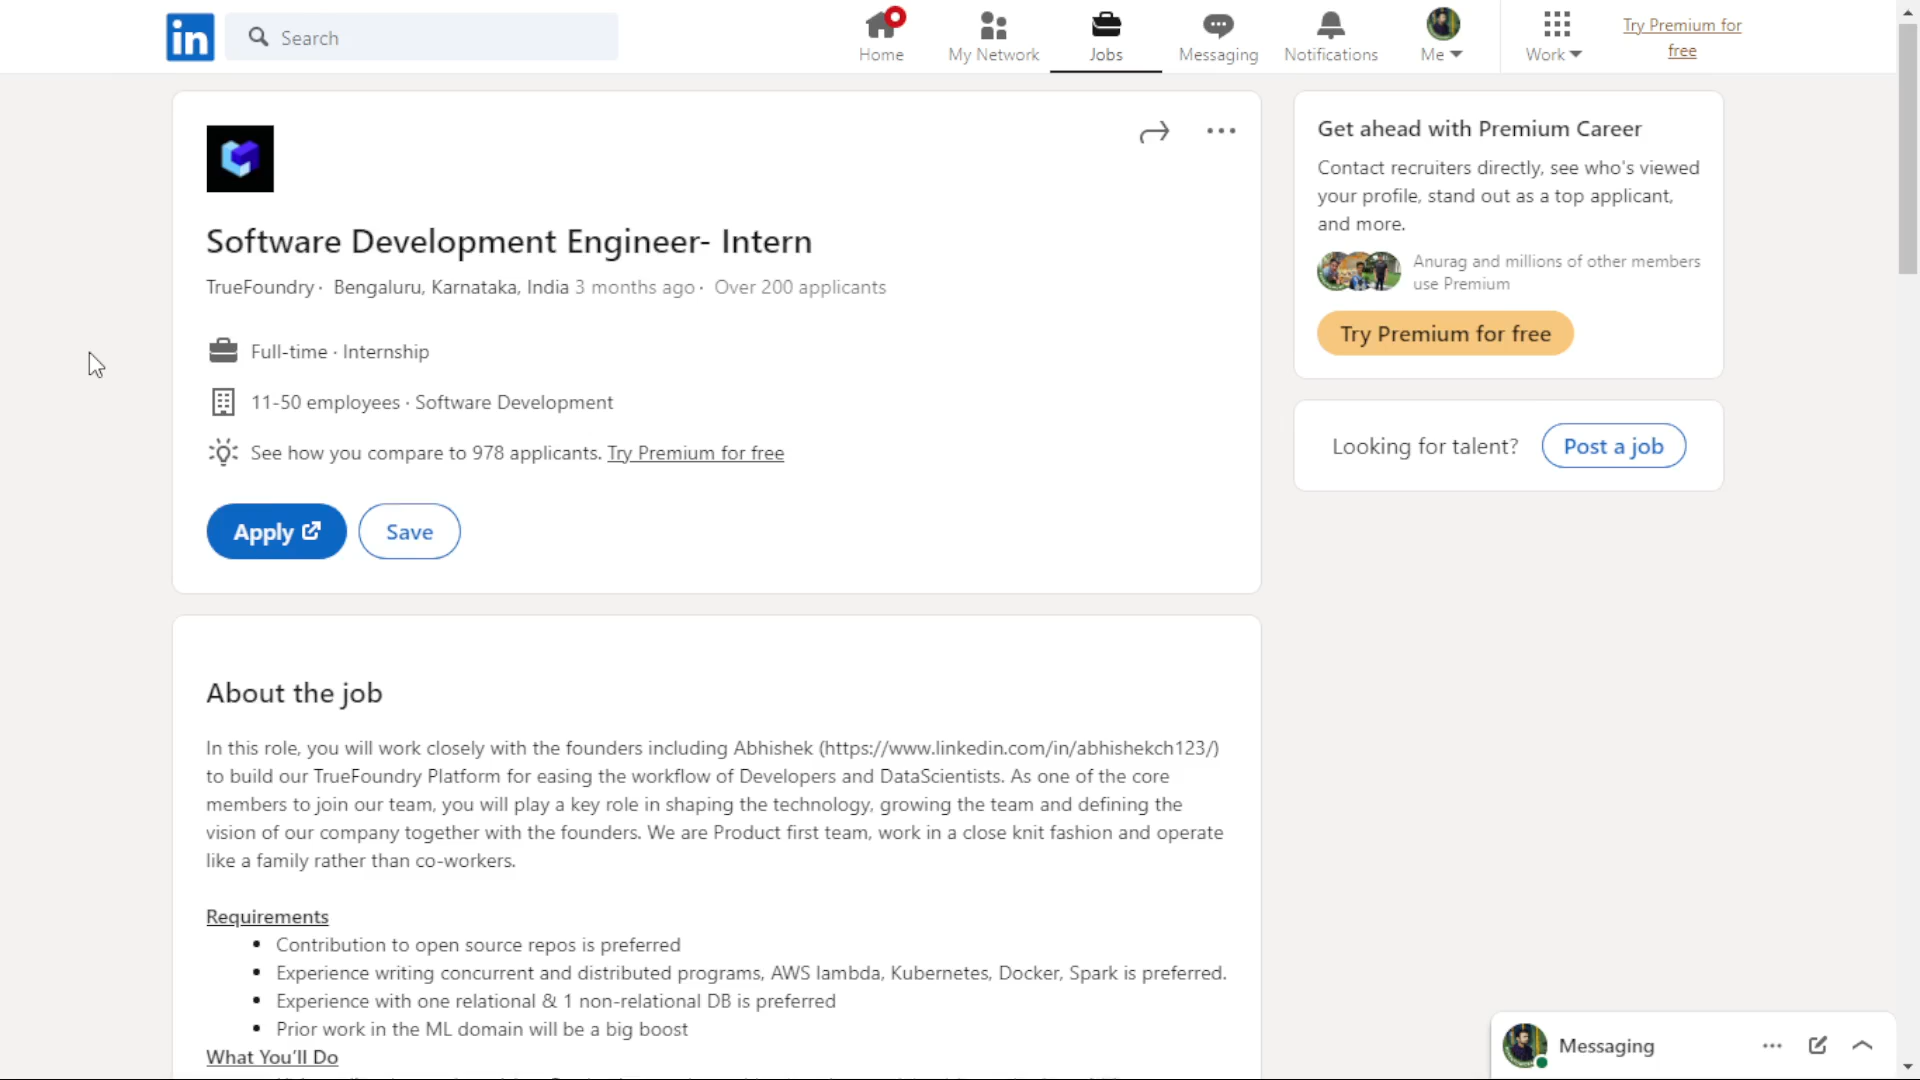 in
Search
Home
My Network
Jobs
Messaging
Notifications
Me
Work
Try Premium for
free
Software Development Engineer- Intern
TrueFoundry · Bengaluru, Karnataka, India 3 months ago · Over 200 applicants
Full-time · Internship
11-50 employees · Software Development
See how you compare to 978 applicants. Try Premium for free
Apply
Save
Get ahead with Premium Career
Contact recruiters directly, see who's viewed
your profile, stand out as a top applicant,
and more.
Anurag and millions of other members
use Premium
Try Premium for free
Looking for talent?
Post a job
About the job
In this role, you will work closely with the founders including Abhishek (https://www.linkedin.com/in/abhishekch123/)
to build our TrueFoundry Platform for easing the workflow of Developers and DataScientists. As one of the core
members to join our team, you will play a key role in shaping the technology, growing the team and defining the
vision of our company together with the founders. We are Product first team, work in a close knit fashion and operate
like a family rather than co-workers.
Requirements
• Contribution to open source repos is preferred
• Experience writing concurrent and distributed programs, AWS lambda, Kubernetes, Docker, Spark is preferred.
• Experience with one relational & 1 non-relational DB is preferred
• Prior work in the ML domain will be a big boost
What You'll Do
Messaging